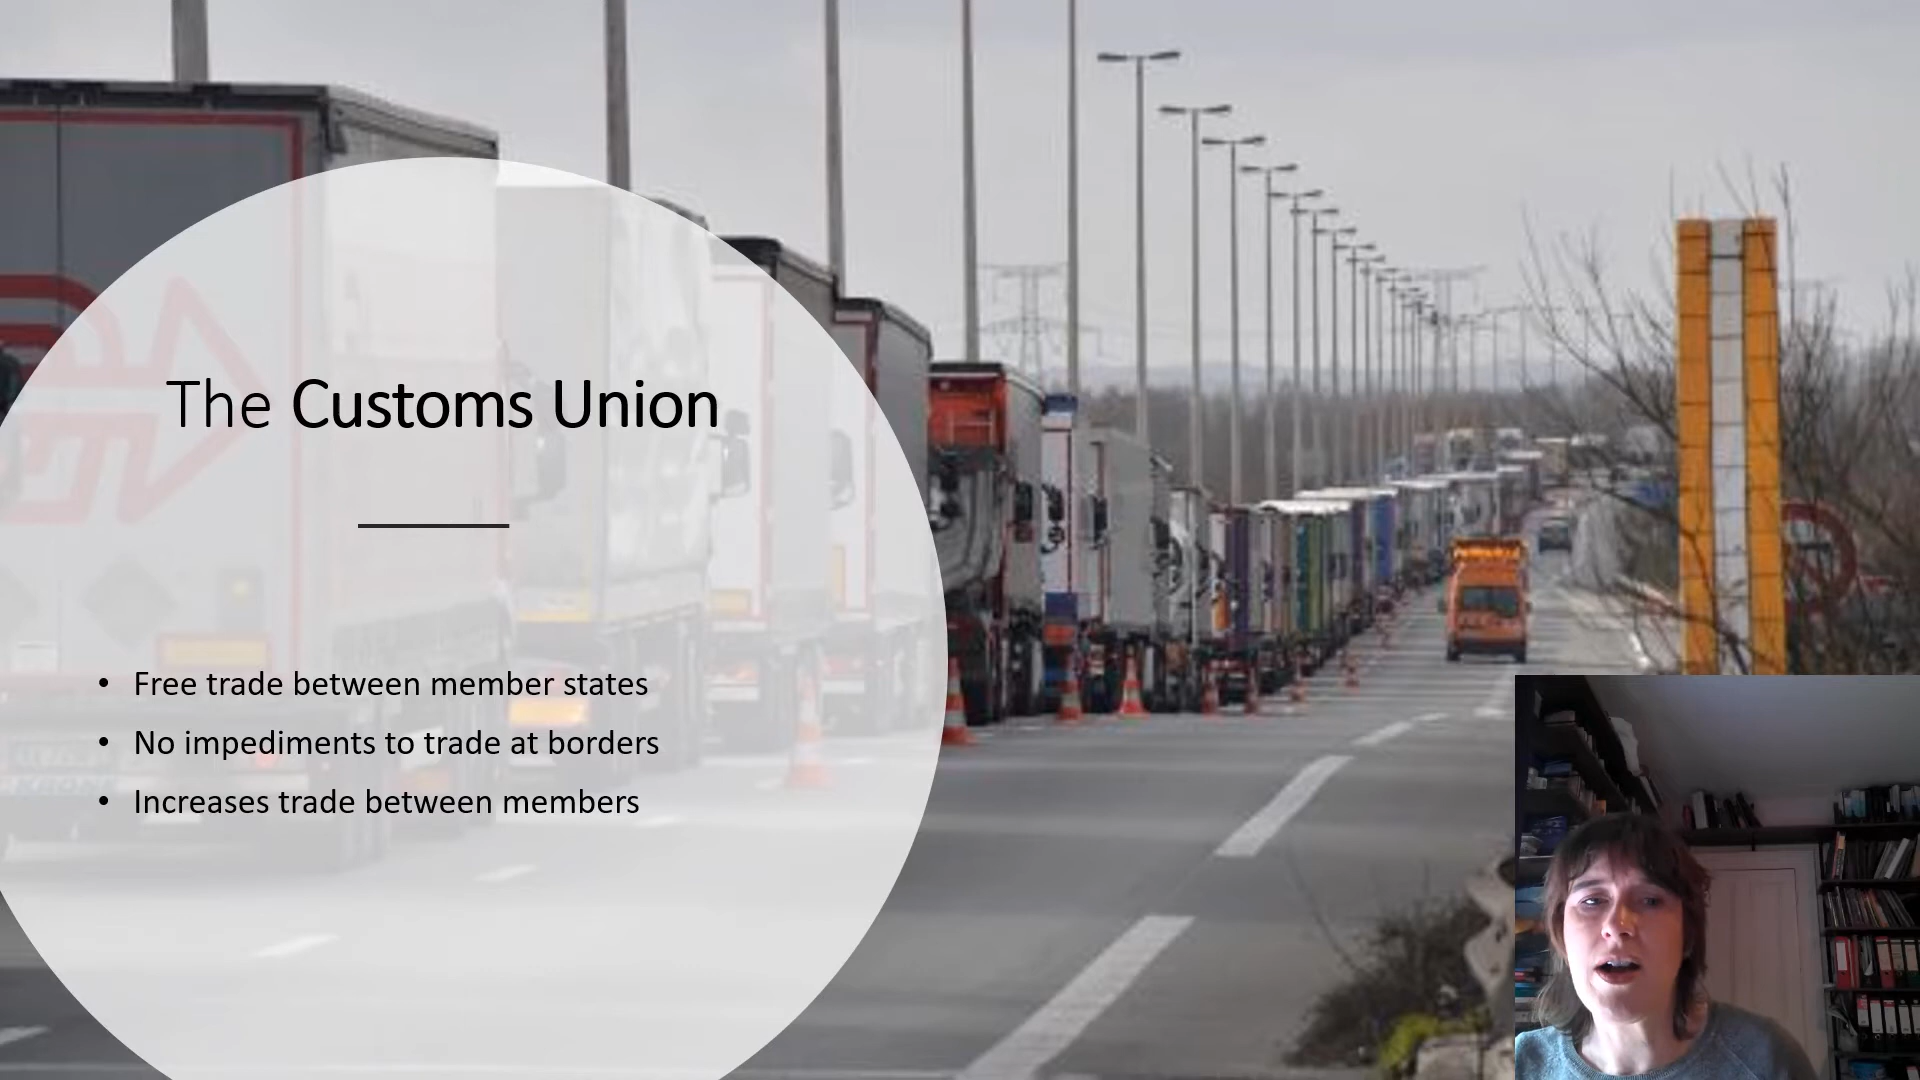 The Customs Union
• Free trade between member states
• No impediments to trade at borders
• Increases trade between members